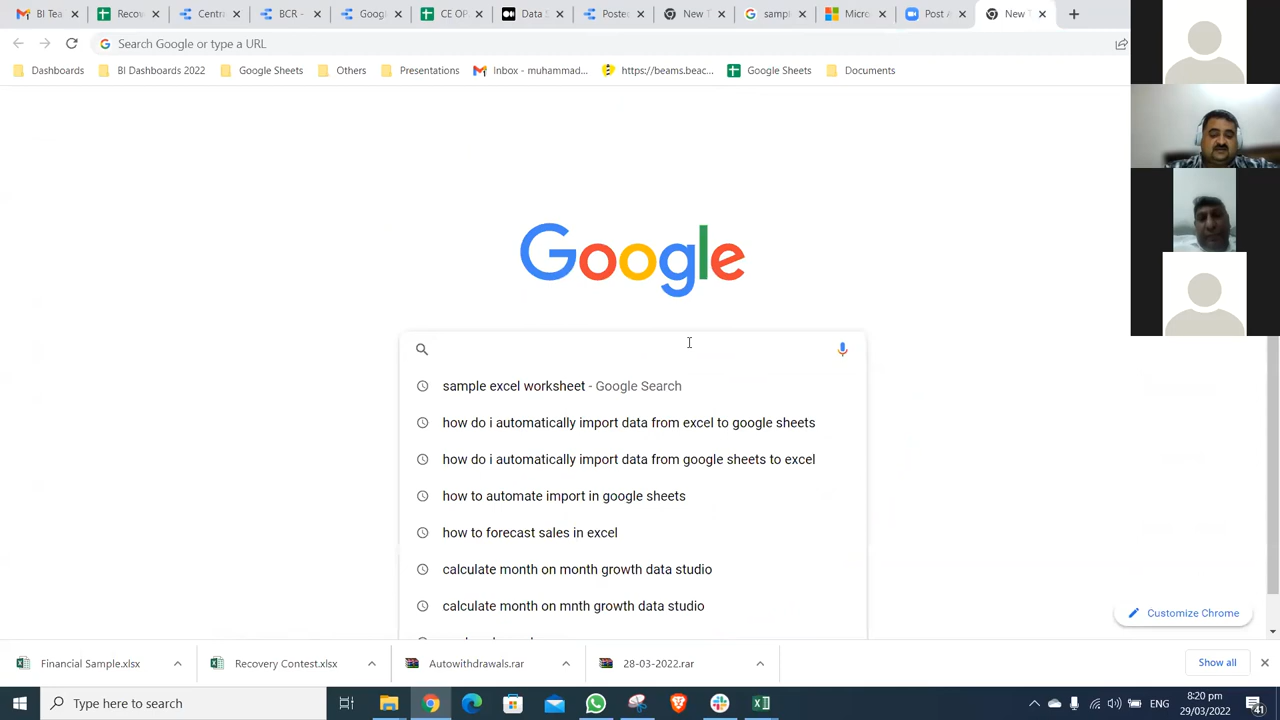 BI Tea
Rene
Centra
BCR
Googl
CE OP
Data
Poste
New T
sampl
Micro
Post A
New T
Search Google or type a URL
Dashboards
BI Dashboards 2022
Google Sheets
Others
Presentations
Inbox - muhammad...
https://beams.beac...
Google Sheets
Documents
Google
sample excel worksheet - Google Search
how do i automatically import data from excel to google sheets
how do i automatically import data from google sheets to excel
how to automate import in google sheets
how to forecast sales in excel
calculate month on month growth data studio
calculate month on mnth growth data studio
Customize Chrome
Financial Sample.xlsx
Recovery Contest.xlsx
Autowithdrawals.rar
28-03-2022.rar
Show all
Type here to search
ENG
8:20 pm
29/03/2022
41